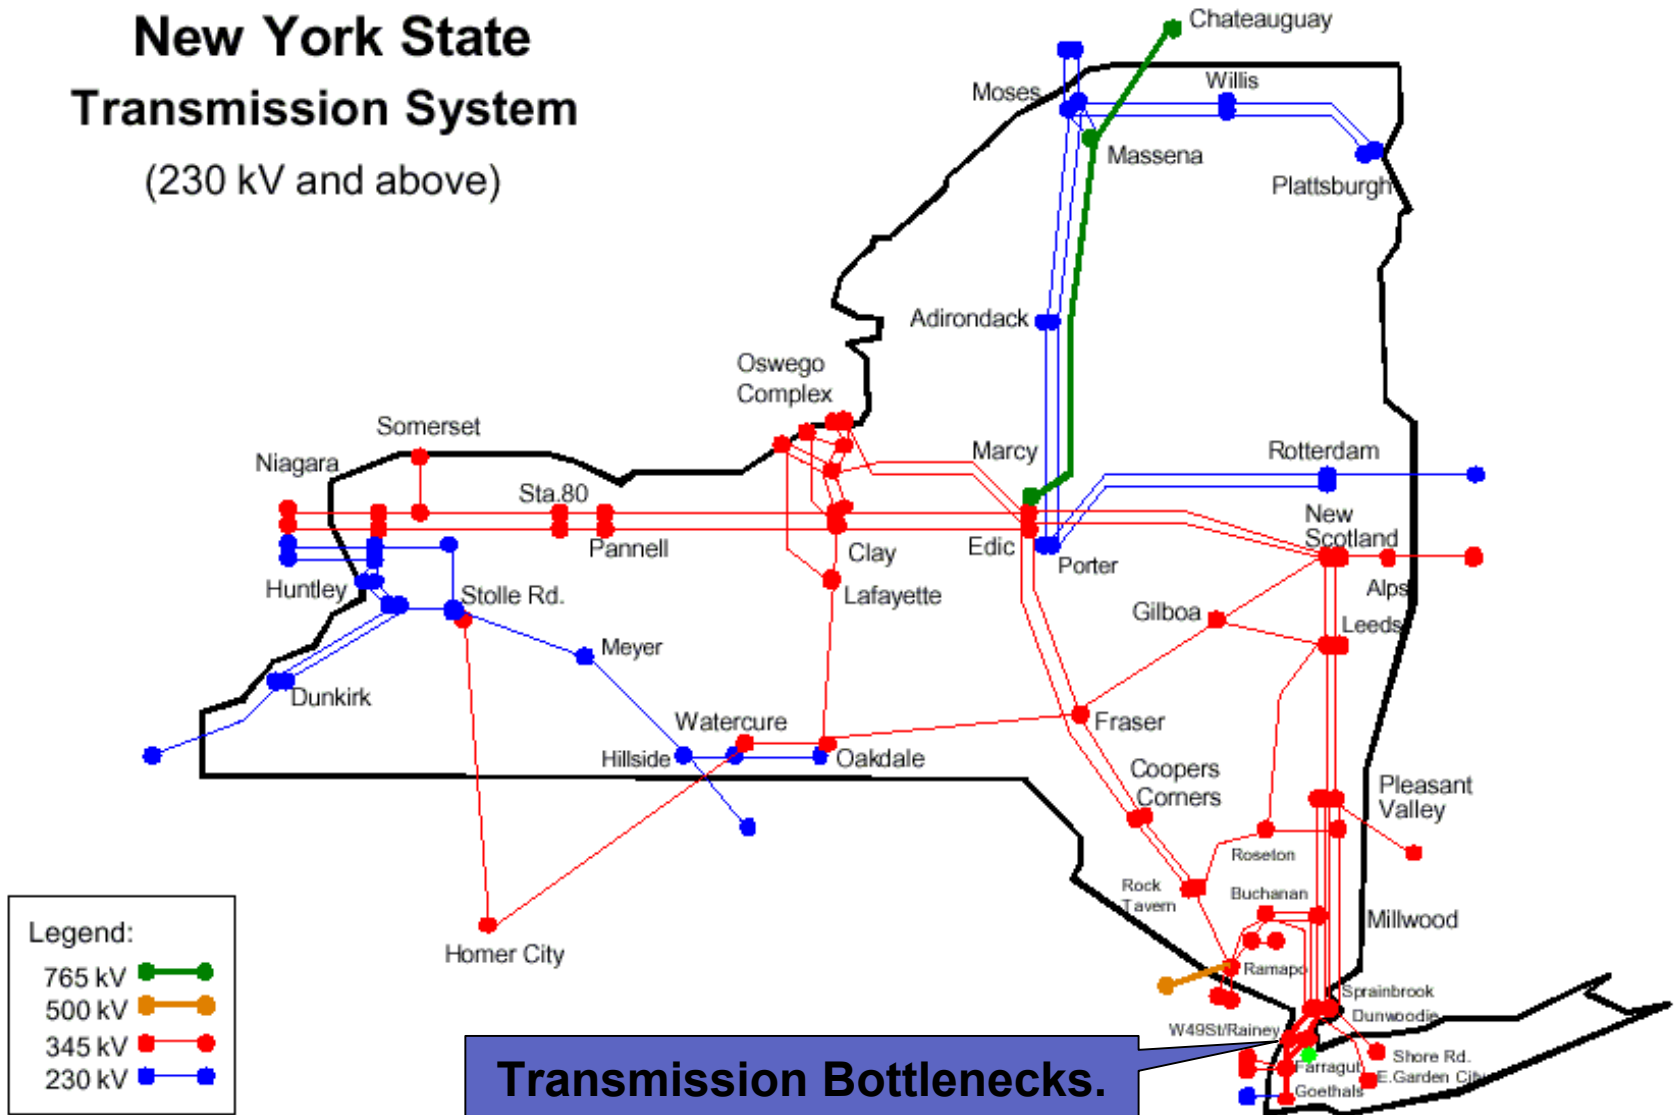 New York State
Transmission System
(230 kV and above)
Chateauguay
Moses
Willis
Massena
Plattsburgh
Adirondack
Oswego
Complex
Somerset
Marcy
Rotterdam
Niagara
Sta.80
New
Scotland
Pannell
Clay
Edic
Porter
Huntley
Stolle Rd.
Lafayette
Alps
Gilboa
Leeds
Meyer
Dunkirk
Watercure
Fraser
Hillside
Oakdale
Coopers
Corners
Pleasant
Valley
Roseton
Rock
Tavern
Buchanan
Millwood
Homer City
Ramapo
Sprainbrook
Dunwoodie
W49St/Rainey
Shore Rd.
Farragut
E.Garden City
Goethals
Legend:
765 kV
500 kV
345 kV
230 kV
Transmission Bottlenecks.